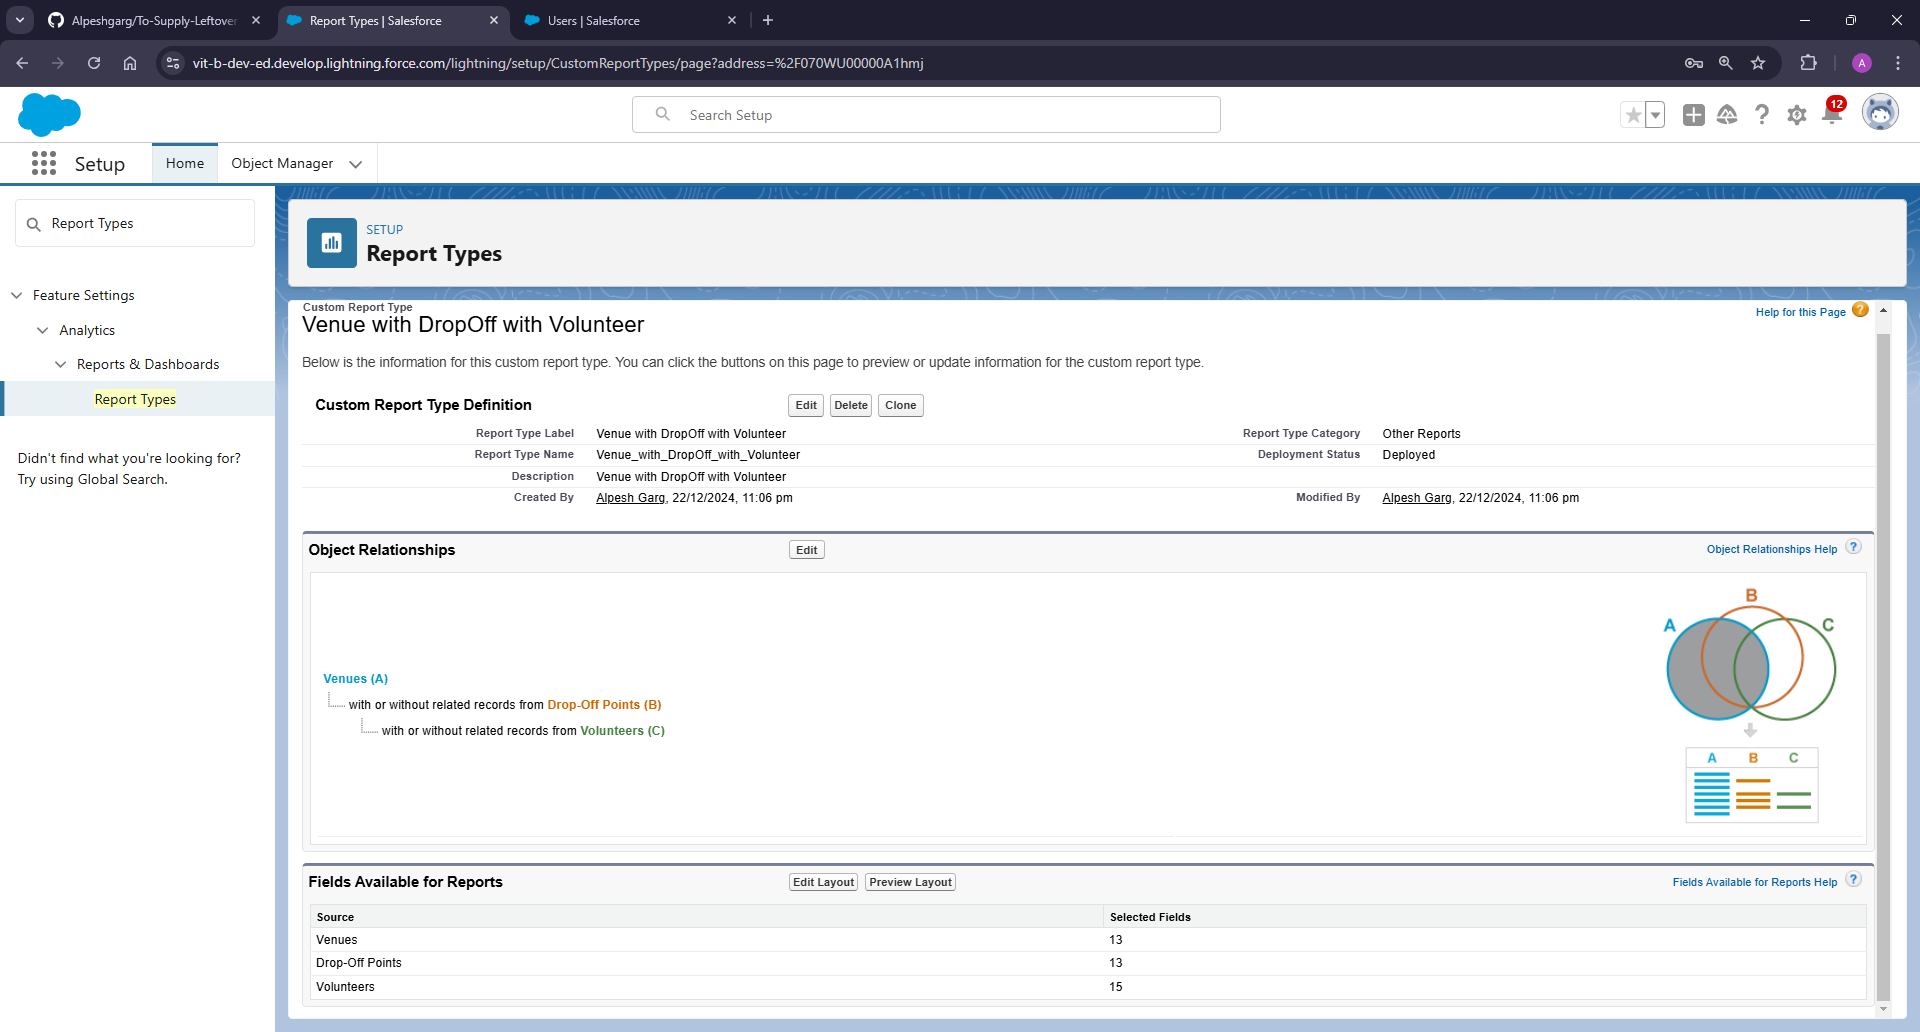 Alpeshgarg/To-Supply-Leftover
Report Types | Salesforce
Users | Salesforce
vit-b-dev-ed.develop.lightning.force.com/lightning/setup/CustomReportTypes/page?address=%2F070WU00000A1hmj
A
Search Setup
12
Setup
Home
Object Manager
Report Types
Feature Settings
Analytics
Reports & Dashboards
Report Types
Didn't find what you're looking for?
Try using Global Search.
SETUP
Report Types
Custom Report Type
Venue with DropOff with Volunteer
Help for this Page ?
Below is the information for this custom report type. You can click the buttons on this page to preview or update information for the custom report type.
Custom Report Type Definition Edit Delete Clone
Report Type Label Venue with DropOff with Volunteer Report Type Category Other Reports
Report Type Name Venue_with_DropOff_with_Volunteer Deployment Status Deployed
Description Venue with DropOff with Volunteer
Created By Alpesh Garg, 22/12/2024, 11:06 pm Modified By Alpesh Garg, 22/12/2024, 11:06 pm
Object Relationships Edit Object Relationships Help ?
Venues (A)
with or without related records from Drop-Off Points (B)
with or without related records from Volunteers (C)
B
A C
A B C
Fields Available for Reports Edit Layout Preview Layout Fields Available for Reports Help ?
Source Selected Fields
Venues 13
Drop-Off Points 13
Volunteers 15